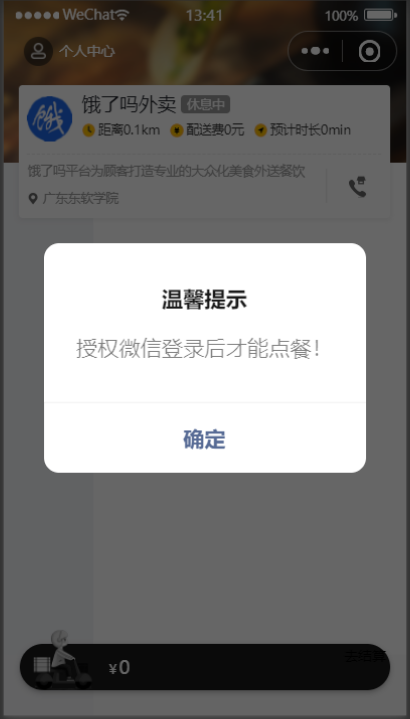 WeChat 13:41 100%
个人中心
饿
饿了吗外卖 休息中
距离0.1km 配送费0元 预计时长0min
饿了吗平台为顾客打造专业的大众化美食外送餐饮
广东东软学院
温馨提示
授权微信登录后才能点餐！
确定
¥0
去结算